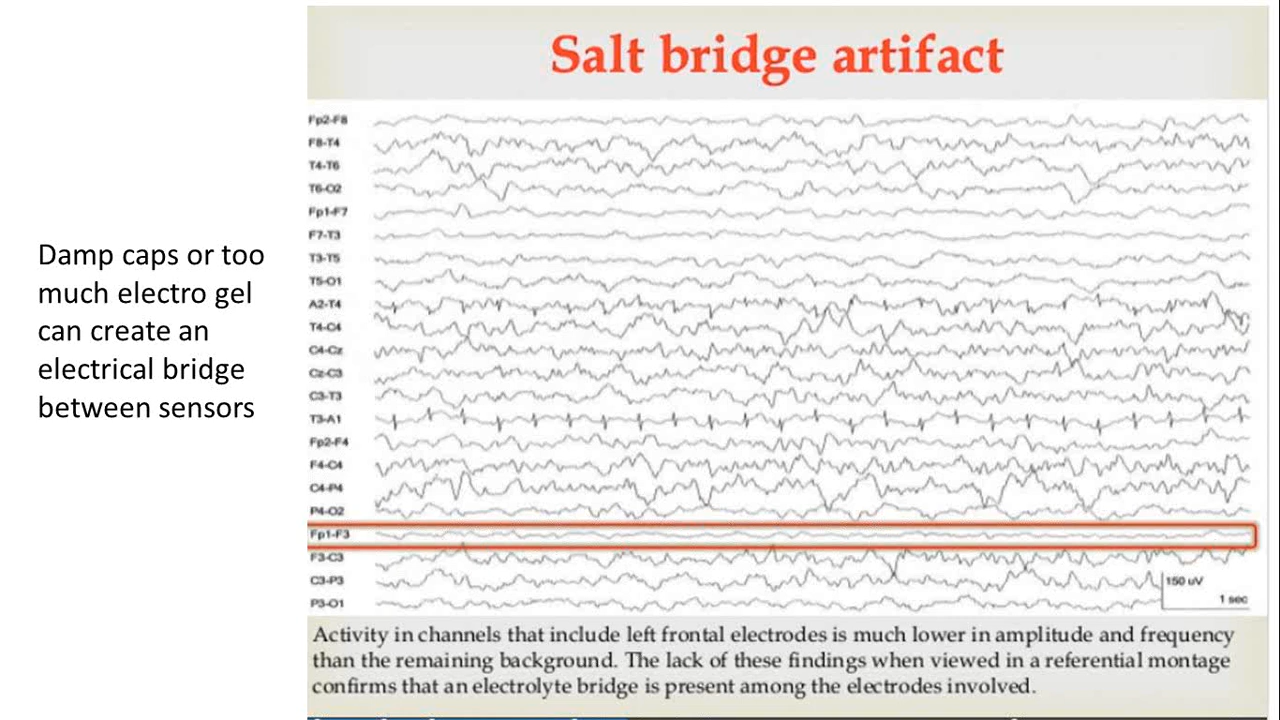 Salt bridge artifact
Damp caps or too
much electro gel
can create an
electrical bridge
between sensors
Fp2-F8
F8-T4
T4-T6
T6-O2
Fp1-F7
F7-T3
T3-T5
T5-O1
A2-T4
T4-C4
C4-Cz
Cz-C3
C3-T3
T3-A1
Fp2-F4
F4-C4
C4-P4
P4-O2
Fp1-F3
F3-C3
C3-P3
P3-O1
150 uV
1 sec
Activity in channels that include left frontal electrodes is much lower in amplitude and frequency
than the remaining background. The lack of these findings when viewed in a referential montage
confirms that an electrolyte bridge is present among the electrodes involved.